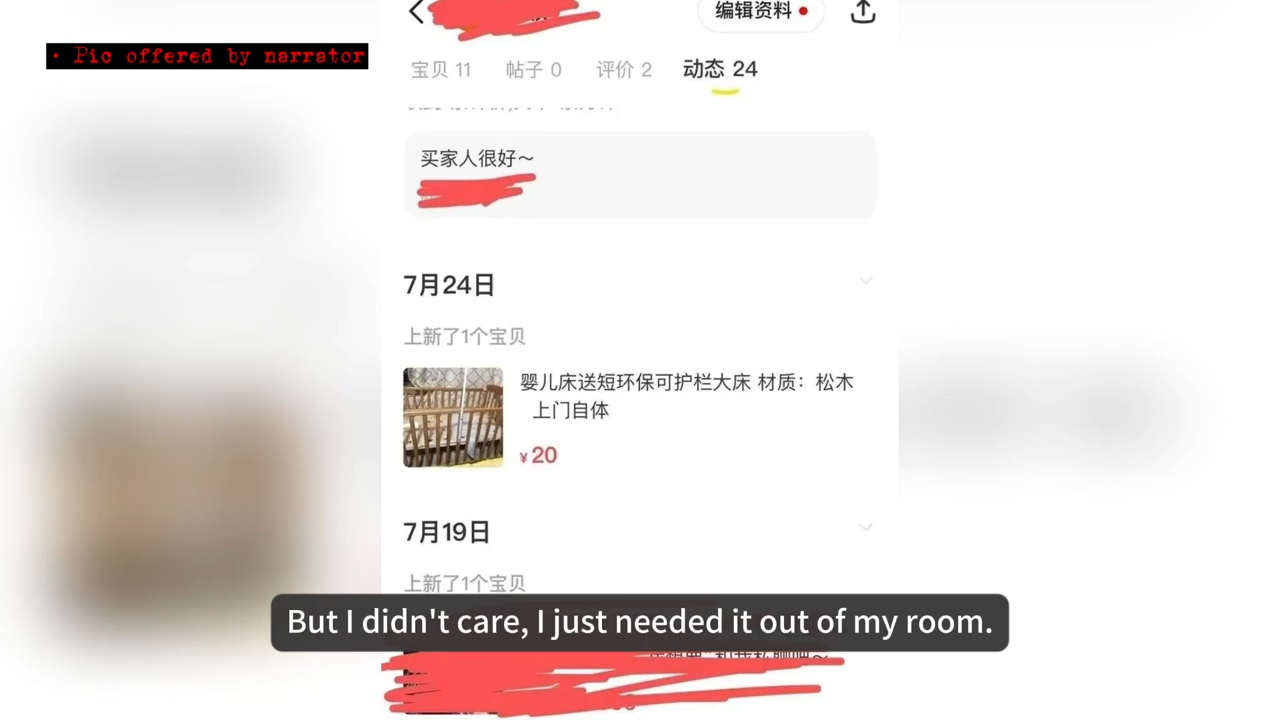 编辑资料
· Pic offered by narrator
宝贝 11 帖子 0 评价 2 动态 24
买家人很好～
7月24日
上新了1个宝贝
婴儿床送短环保可护栏大床 材质：松木
上门自体
¥20
7月19日
上新了1个宝贝
But I didn't care, I just needed it out of my room.